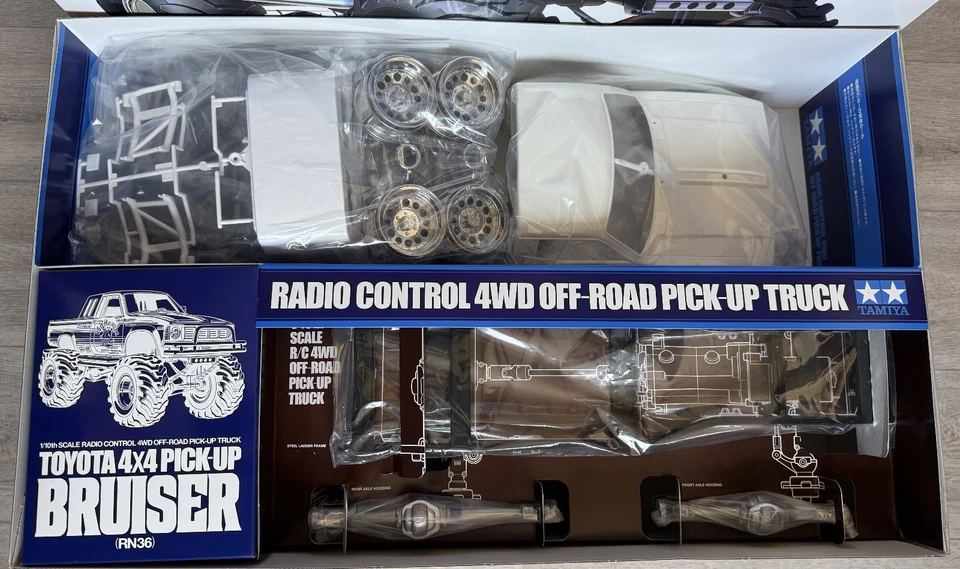 RADIO CONTROL 4WD OFF-ROAD PICK-UP TRUCK
TAMIYA
SCALE
R/C 4WD
OFF-ROAD
PICK-UP
TRUCK
STEEL LADDER FRAME
REAR AXLE HOUSING
FRONT AXLE HOUSING
1/10th SCALE RADIO CONTROL 4WD OFF-ROAD PICK-UP TRUCK
TOYOTA 4x4 PICK-UP
BRUISER
(RN36)